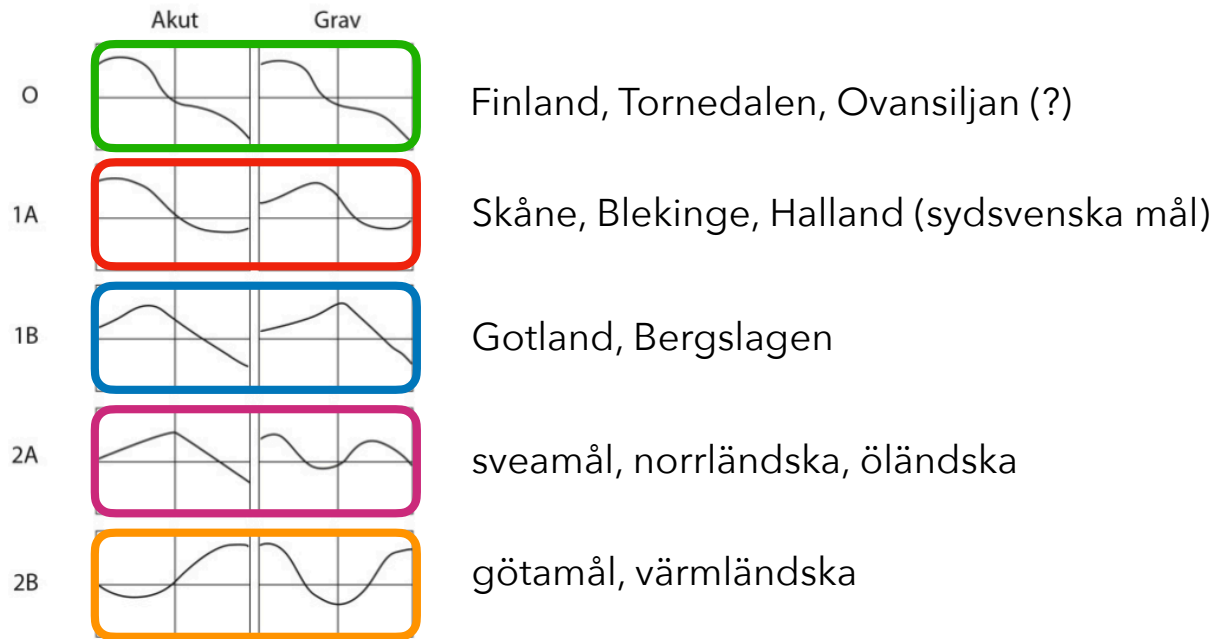 Akut Grav
O Finland, Tornedalen, Ovansiljan (?)
1A Skåne, Blekinge, Halland (sydsvenska mål)
1B Gotland, Bergslagen
2A sveamål, norrländska, öländska
2B götamål, värmländska